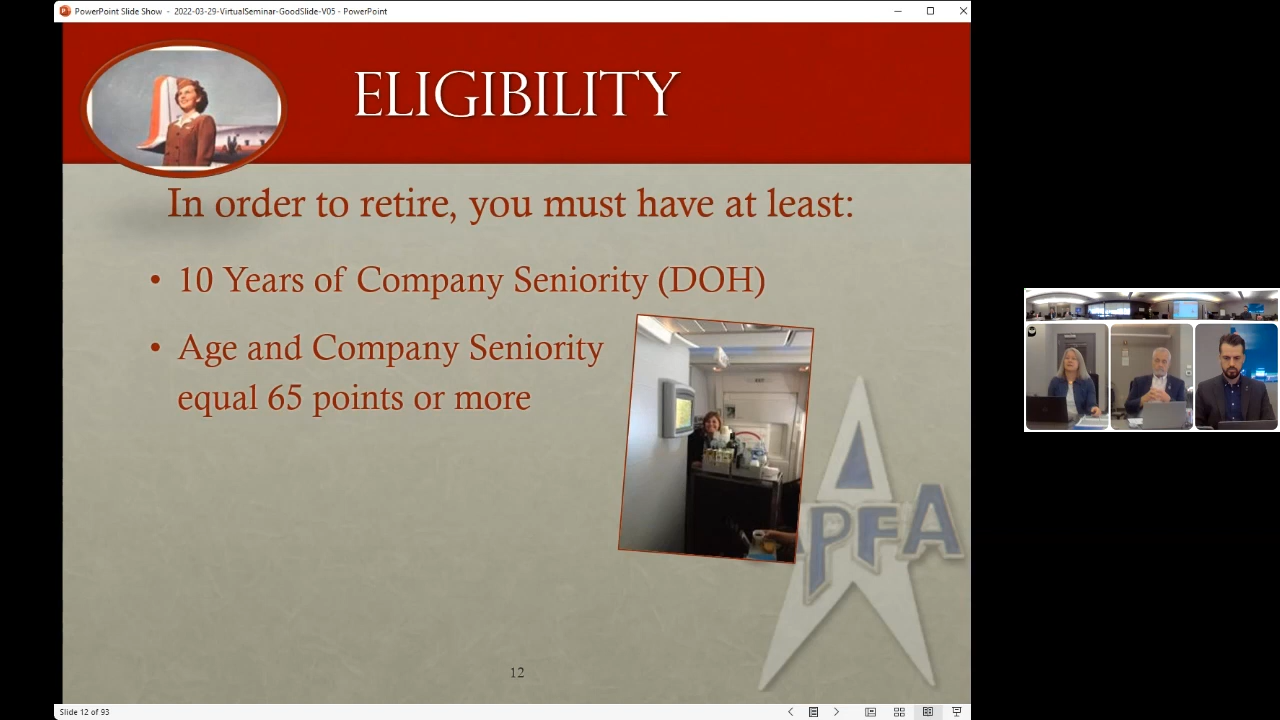 PowerPoint Slide Show - 2022-03-29-VirtualSeminar-GoodSlide-V05 - PowerPoint
ELIGIBILITY
In order to retire, you must have at least:
• 10 Years of Company Seniority (DOH)
• Age and Company Seniority
equal 65 points or more
EXIT
APFA
12
Slide 12 of 93